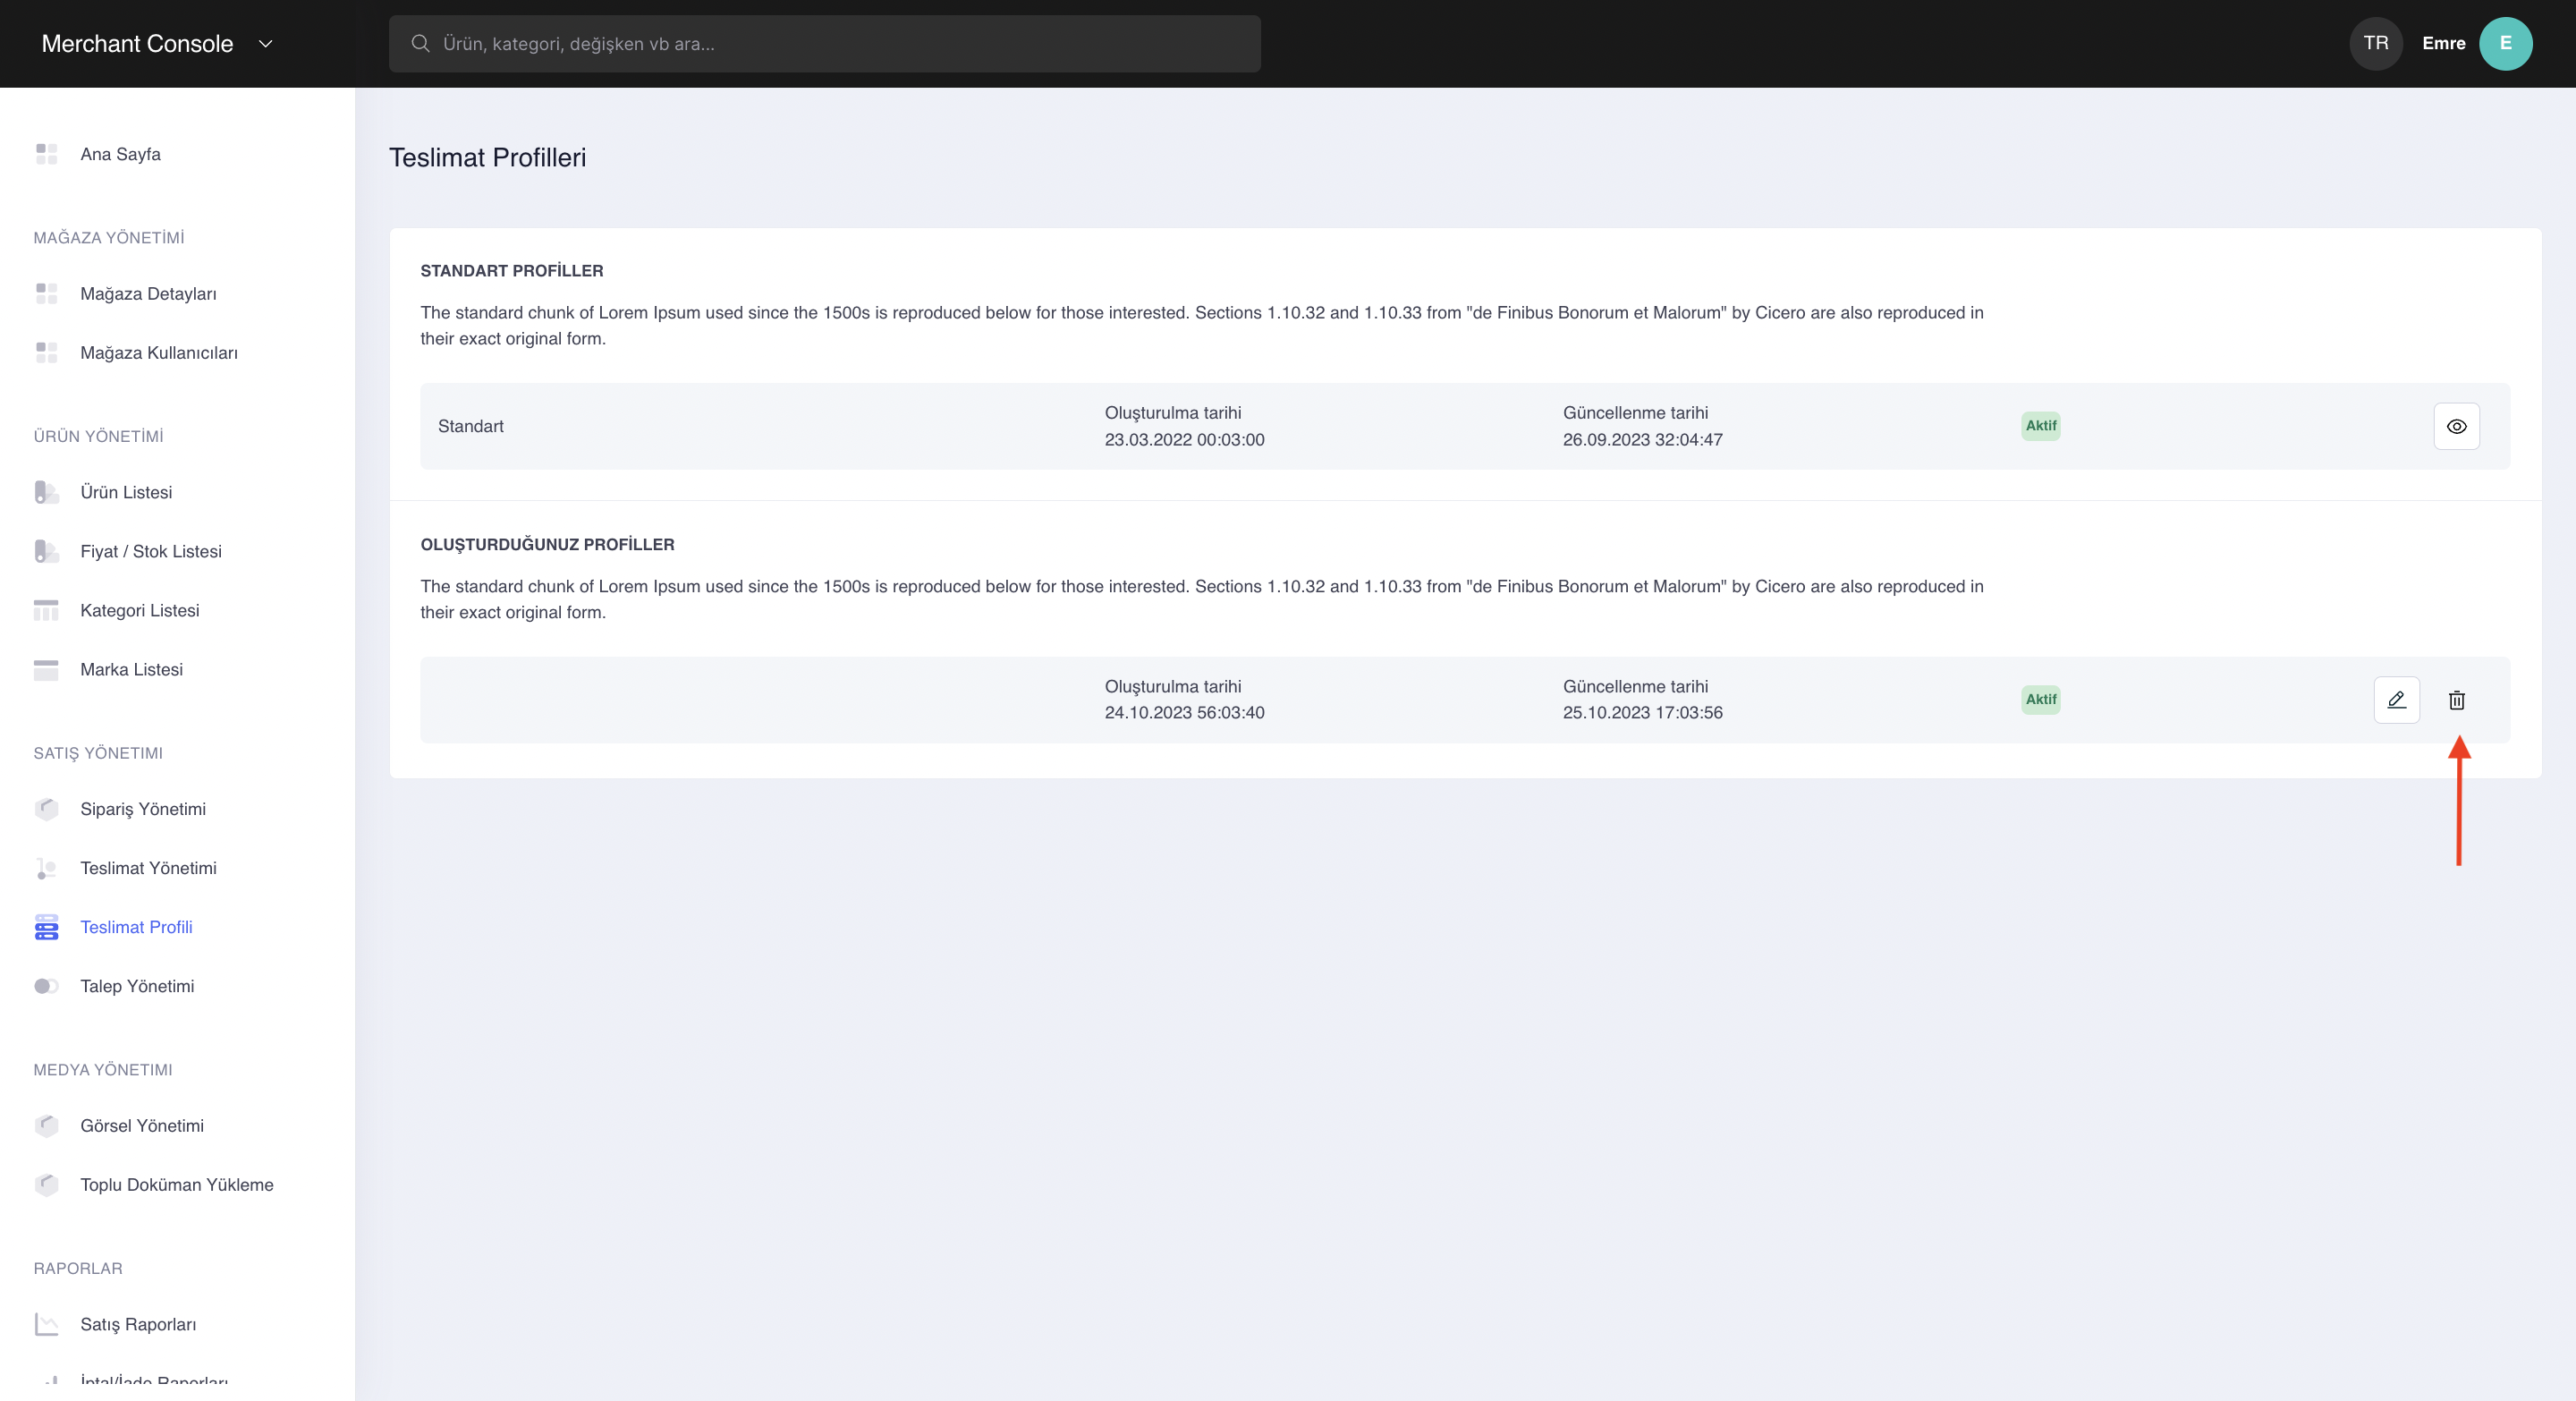 Merchant Console
Ürün, kategori, değişken vb ara...
TR
Emre
E
Ana Sayfa
MAĞAZA YÖNETİMİ
Mağaza Detayları
Mağaza Kullanıcıları
ÜRÜN YÖNETİMİ
Ürün Listesi
Fiyat / Stok Listesi
Kategori Listesi
Marka Listesi
SATIŞ YÖNETIMI
Sipariş Yönetimi
Teslimat Yönetimi
Teslimat Profili
Talep Yönetimi
MEDYA YÖNETIMI
Görsel Yönetimi
Toplu Doküman Yükleme
RAPORLAR
Satış Raporları
İptal/İade Raporları
Teslimat Profilleri
STANDART PROFİLLER
The standard chunk of Lorem Ipsum used since the 1500s is reproduced below for those interested. Sections 1.10.32 and 1.10.33 from "de Finibus Bonorum et Malorum" by Cicero are also reproduced in
their exact original form.
Standart
Oluşturulma tarihi
23.03.2022 00:03:00
Güncellenme tarihi
26.09.2023 32:04:47
Aktif
OLUŞTURDUĞUNUZ PROFİLLER
The standard chunk of Lorem Ipsum used since the 1500s is reproduced below for those interested. Sections 1.10.32 and 1.10.33 from "de Finibus Bonorum et Malorum" by Cicero are also reproduced in
their exact original form.
Oluşturulma tarihi
24.10.2023 56:03:40
Güncellenme tarihi
25.10.2023 17:03:56
Aktif